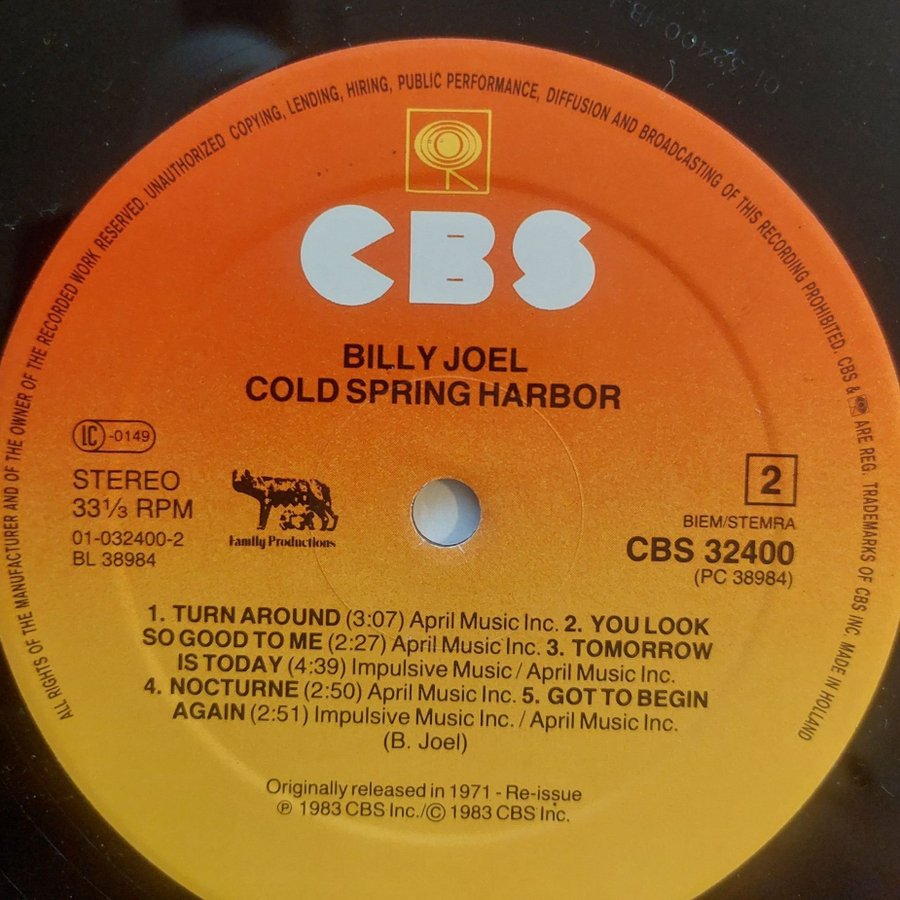 ALL RIGHTS OF THE MANUFACTURER AND OF THE OWNER OF THE RECORDED WORK RESERVED. UNAUTHORIZED COPYING, LENDING, HIRING, PUBLIC PERFORMANCE, DIFFUSION AND BROADCASTING OF THIS RECORDING PROHIBITED. CBS & ARE REG. TRADEMARKS OF CBS INC. MADE IN HOLLAND
CBS
BILLY JOEL
COLD SPRING HARBOR
LC -0149
STEREO
33⅓ RPM
01-032400-2
BL 38984
Family Productions
2
BIEM/STEMRA
CBS 32400
(PC 38984)
1. TURN AROUND (3:07) April Music Inc. 2. YOU LOOK
SO GOOD TO ME (2:27) April Music Inc. 3. TOMORROW
IS TODAY (4:39) Impulsive Music / April Music Inc.
4. NOCTURNE (2:50) April Music Inc. 5. GOT TO BEGIN
AGAIN (2:51) Impulsive Music Inc. / April Music Inc.
(B. Joel)
Originally released in 1971 - Re-issue
℗ 1983 CBS Inc./© 1983 CBS Inc.